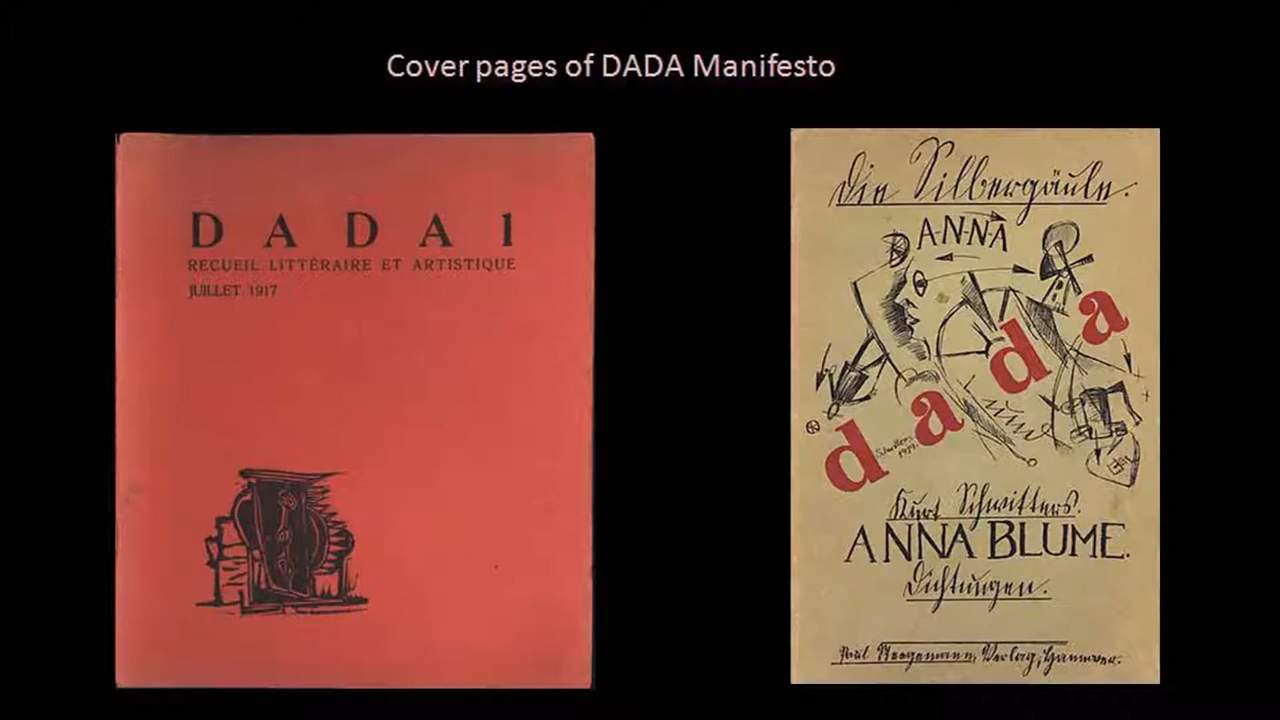 Cover pages of DADA Manifesto
DADA 1
RECUEIL LITTÉRAIRE ET ARTISTIQUE
JUILLET 1917
Die Silbergäule.
ANNA
dada
Schwitters.
1919.
Kurt Schwitters.
ANNA BLUME.
Dichtungen.
Paul Steegemann, Verlag, Hannover.